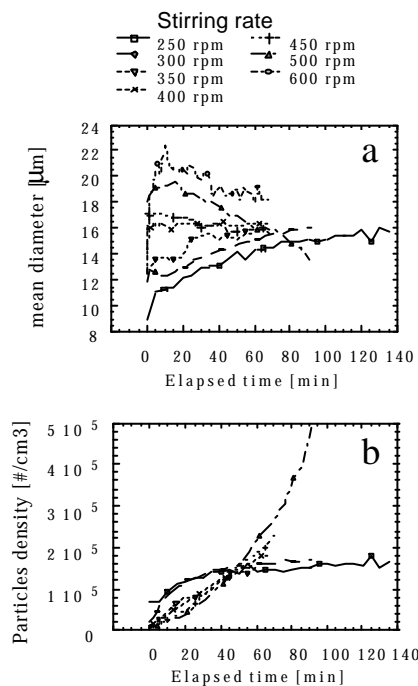 Stirring rate
250 rpm 450 rpm
300 rpm 500 rpm
350 rpm 600 rpm
400 rpm
a
mean diameter [µm]
24
22
20
18
16
14
12
10
8
0 20 40 60 80 100 120 140
Elapsed time [min]
b
Particles density [#/cm3]
5 10 5
4 10 5
3 10 5
2 10 5
1 10 5
0
0 20 40 60 80 100 120 140
Elapsed time [min]